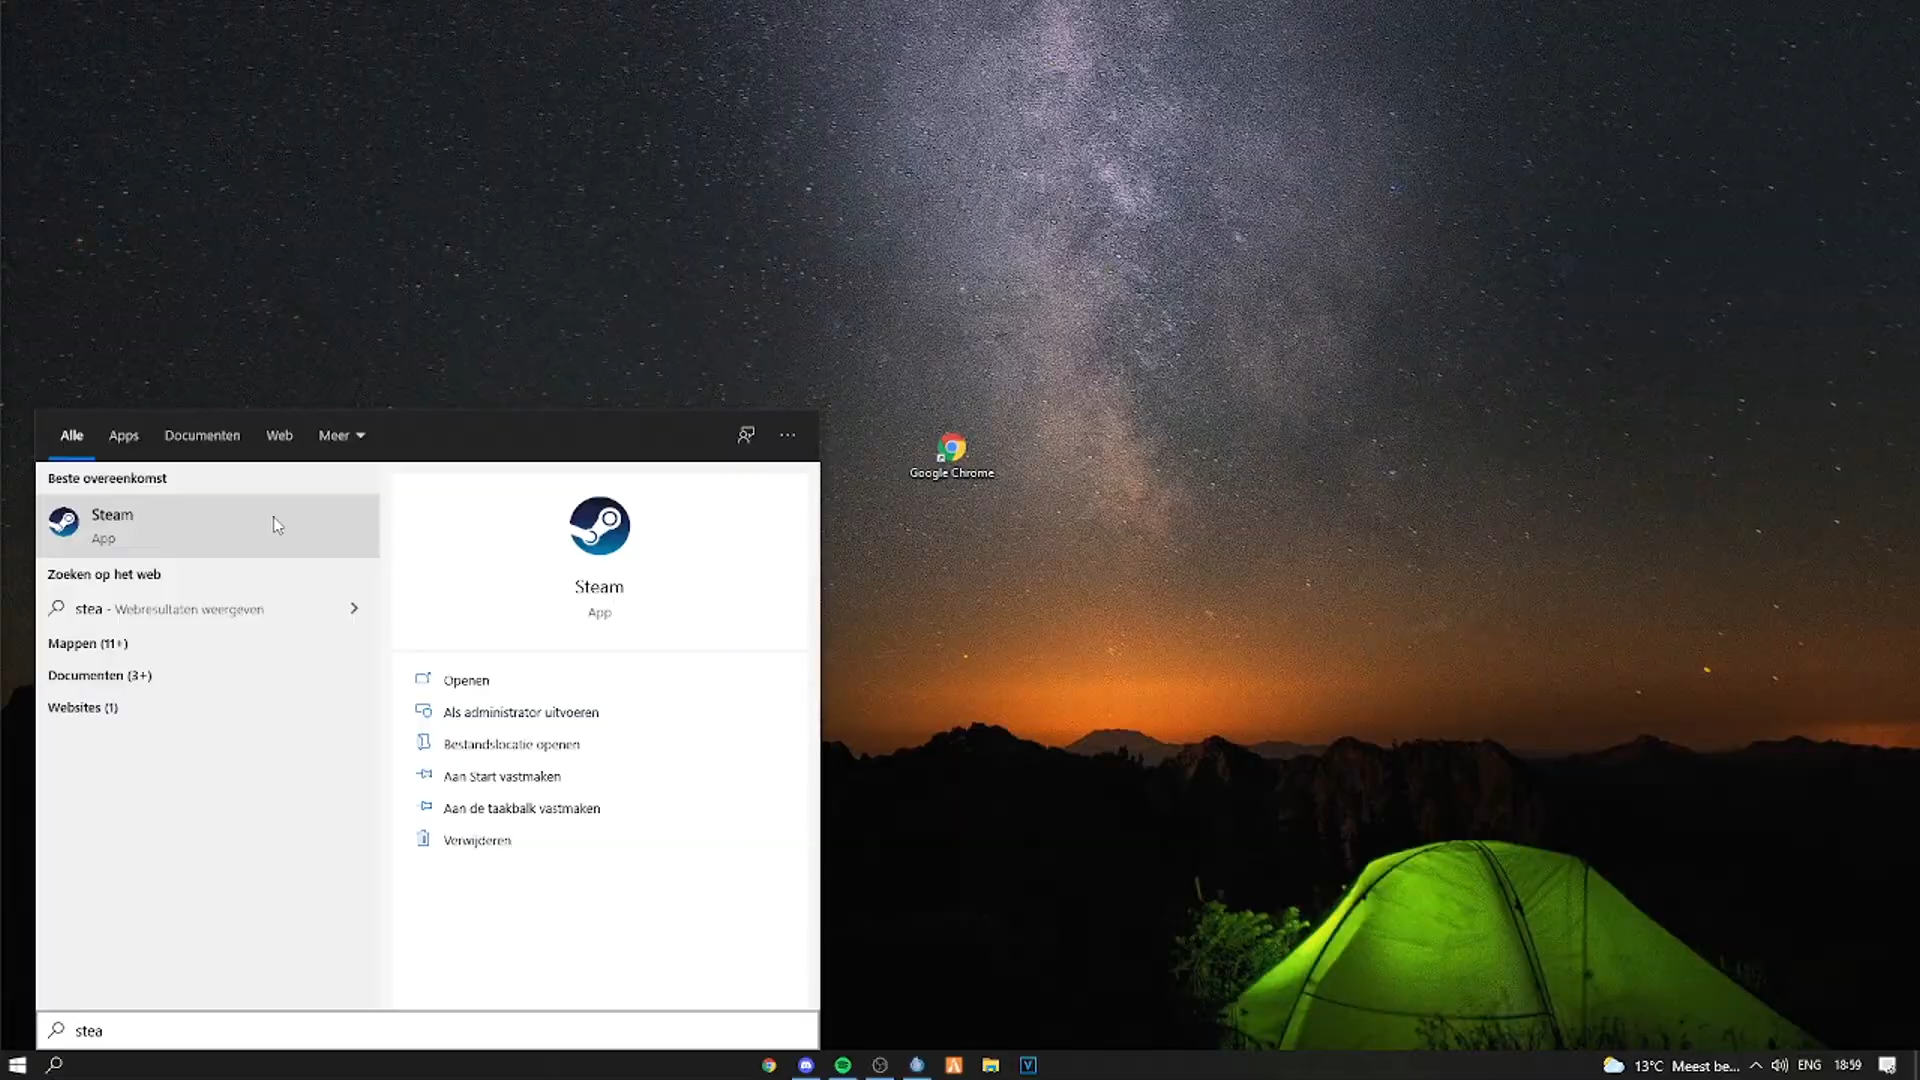 Alle Apps Documenten Web Meer
Beste overeenkomst
Steam
App
Zoeken op het web
stea - Webresultaten weergeven
Mappen (11+)
Documenten (3+)
Websites (1)
Steam
App
Openen
Als administrator uitvoeren
Bestandslocatie openen
Aan Start vastmaken
Aan de taakbalk vastmaken
Verwijderen
stea
Google Chrome
13°C Meest be... ENG 18:59